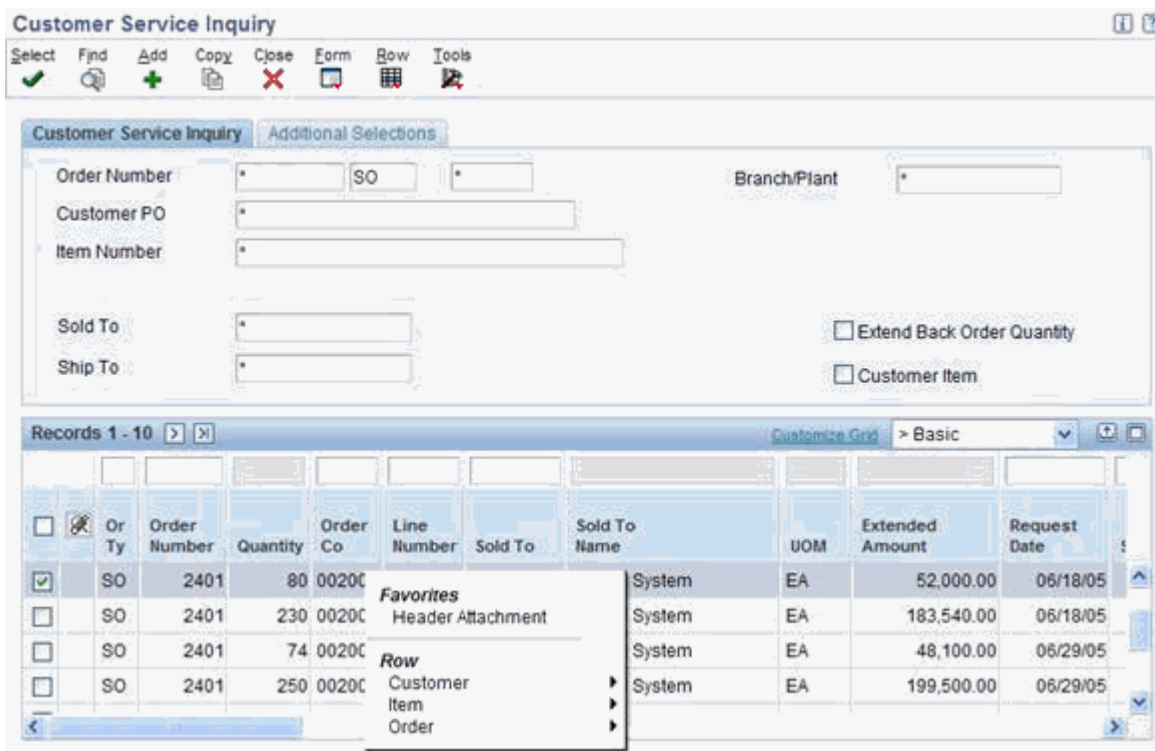 Customer Service Inquiry
Select Find Add Copy Close Form Row Tools
Customer Service Inquiry Additional Selections
Order Number * SO * Branch/Plant *
Customer PO *
Item Number *
Sold To * Extend Back Order Quantity
Ship To * Customer Item
Records 1 - 10 Customize Grid > Basic
Or Ty Order Number Quantity Order Co Line Number Sold To Sold To Name UOM Extended Amount Request Date
SO 2401 80 00200 System EA 52,000.00 06/18/05
SO 2401 230 00200 System EA 183,540.00 06/18/05
SO 2401 74 00200 System EA 48,100.00 06/29/05
SO 2401 250 00200 System EA 199,500.00 06/29/05
Favorites
Header Attachment
Row
Customer
Item
Order